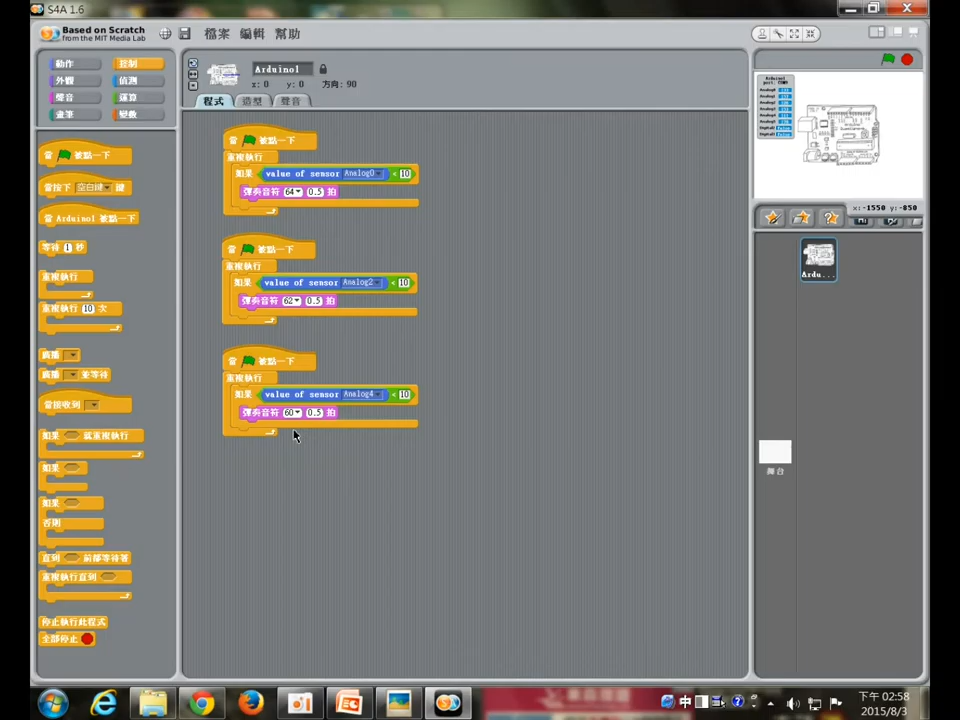 S4A 1.6
Based on Scratch
from the MIT Media Lab
檔案 編輯 幫助
動作 控制
外觀 偵測
聲音 運算
畫筆 變數
Arduino1
x: 0 y: 0 方向: 90
程式 造型 聲音
當 被點一下
當按下 空白鍵 鍵
當 Arduino1 被點一下
等待 1 秒
重複執行
重複執行 10 次
廣播
廣播 並等待
當接收到
如果 就重複執行
如果
如果
否則
直到 前都等待著
重複執行直到
停止執行此程式
全部停止
當 被點一下
重複執行
如果 value of sensor Analog0 < 10
彈奏音符 64 0.5 拍
當 被點一下
重複執行
如果 value of sensor Analog2 < 10
彈奏音符 62 0.5 拍
當 被點一下
重複執行
如果 value of sensor Analog4 < 10
彈奏音符 60 0.5 拍
Arduino1
Analog0
Analog1
Analog2
Analog3
Analog4
Analog5
Digital2 false
Digital3 false
x: -1550 y: -850
Ardu...
舞台
中
下午 02:58
2015/8/3